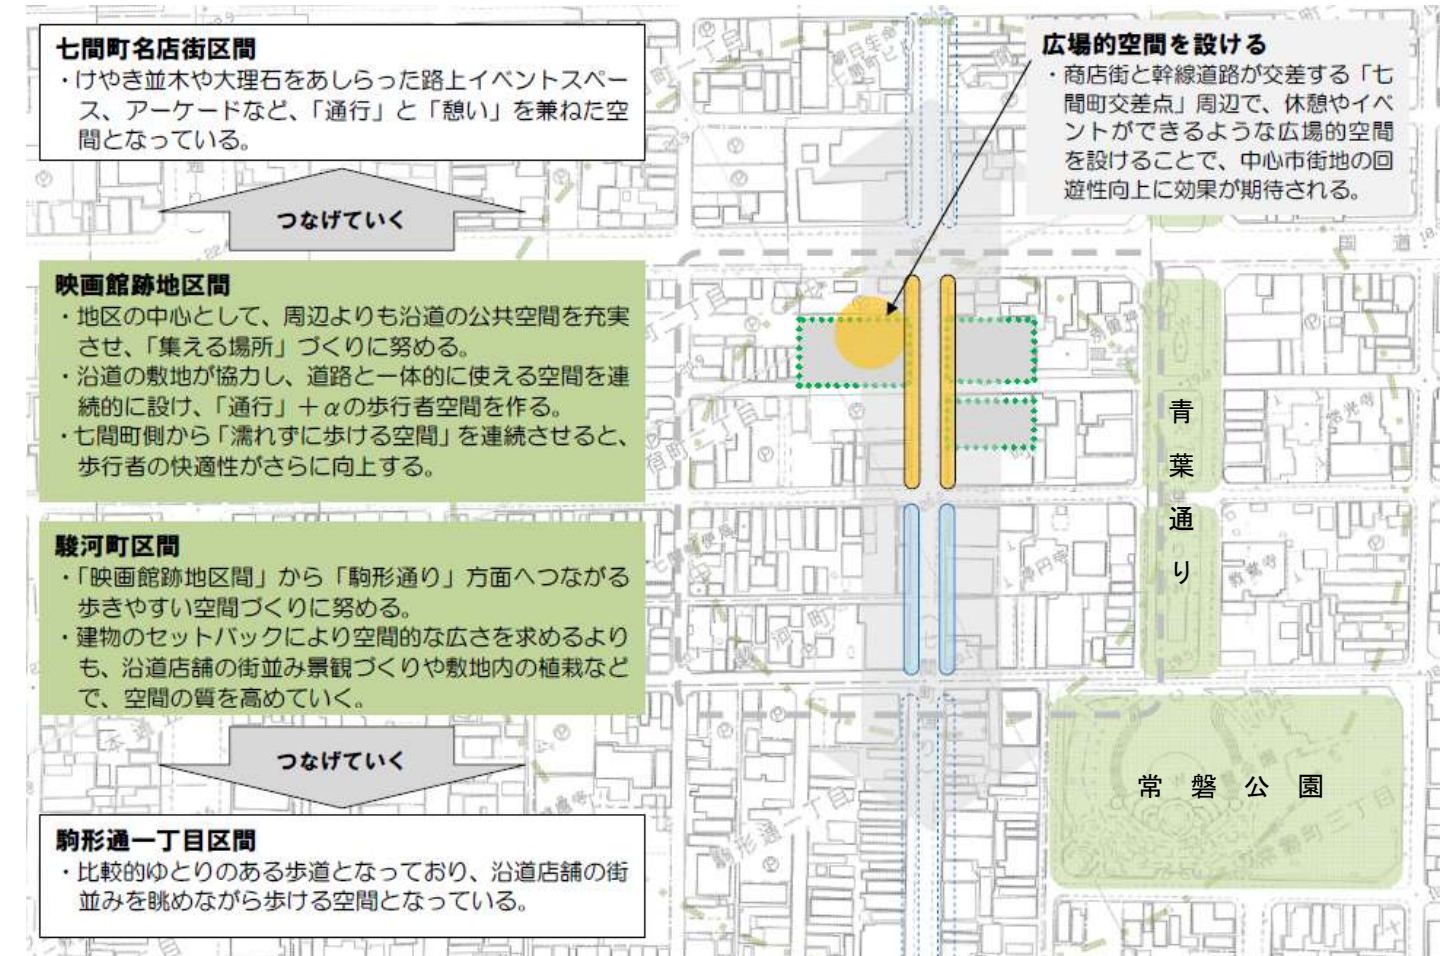 七間町名店街区間
・けやき並木や大理石をあしらった路上イベントスペー
ス、アーケードなど、「通行」と「憩い」を兼ねた空
間となっている。
つなげていく
映画館跡地区間
・地区の中心として、周辺よりも沿道の公共空間を充実
させ、「集える場所」づくりに努める。
・沿道の敷地が協力し、道路と一体的に使える空間を連
続的に設け、「通行」＋αの歩行者空間を作る。
・七間町側から「濡れずに歩ける空間」を連続させると、
歩行者の快適性がさらに向上する。
駿河町区間
・「映画館跡地区間」から「駒形通り」方面へつながる
歩きやすい空間づくりに努める。
・建物のセットバックにより空間的な広さを求めるより
も、沿道店舗の街並み景観づくりや敷地内の植栽など
で、空間の質を高めていく。
つなげていく
駒形通一丁目区間
・比較的ゆとりのある歩道となっており、沿道店舗の街
並みを眺めながら歩ける空間となっている。
広場的空間を設ける
・商店街と幹線道路が交差する「七
間町交差点」周辺で、休憩やイベ
ントができるような広場的空間
を設けることで、中心市街地の回
遊性向上に効果が期待される。
国道
青葉通り
常磐公園
駒形通一丁目